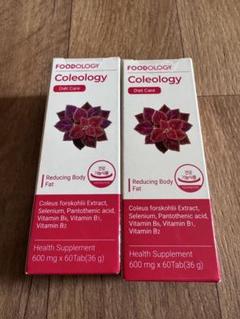 FOODOLOGY
Coleology
Diet Care
Reducing Body
Fat
Coleus forskohlii Extract,
Selenium, Pantothenic acid,
Vitamin B₆, Vitamin B₁,
Vitamin B₂
Health Supplement
600 mg x 60Tab(36 g)
FOODOLOGY
Coleology
Diet Care
Reducing Body
Fat
Coleus forskohlii Extract,
Selenium, Pantothenic acid,
Vitamin B₆, Vitamin B₁,
Vitamin B₂
Health Supplement
600 mg x 60Tab(36 g)